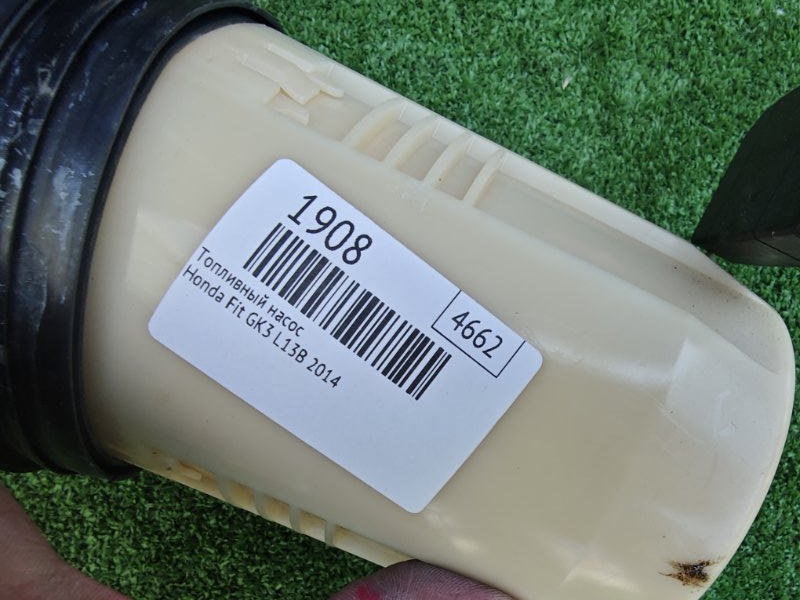 1908
4662
Топливный насос
Honda Fit GK3 L13B 2014